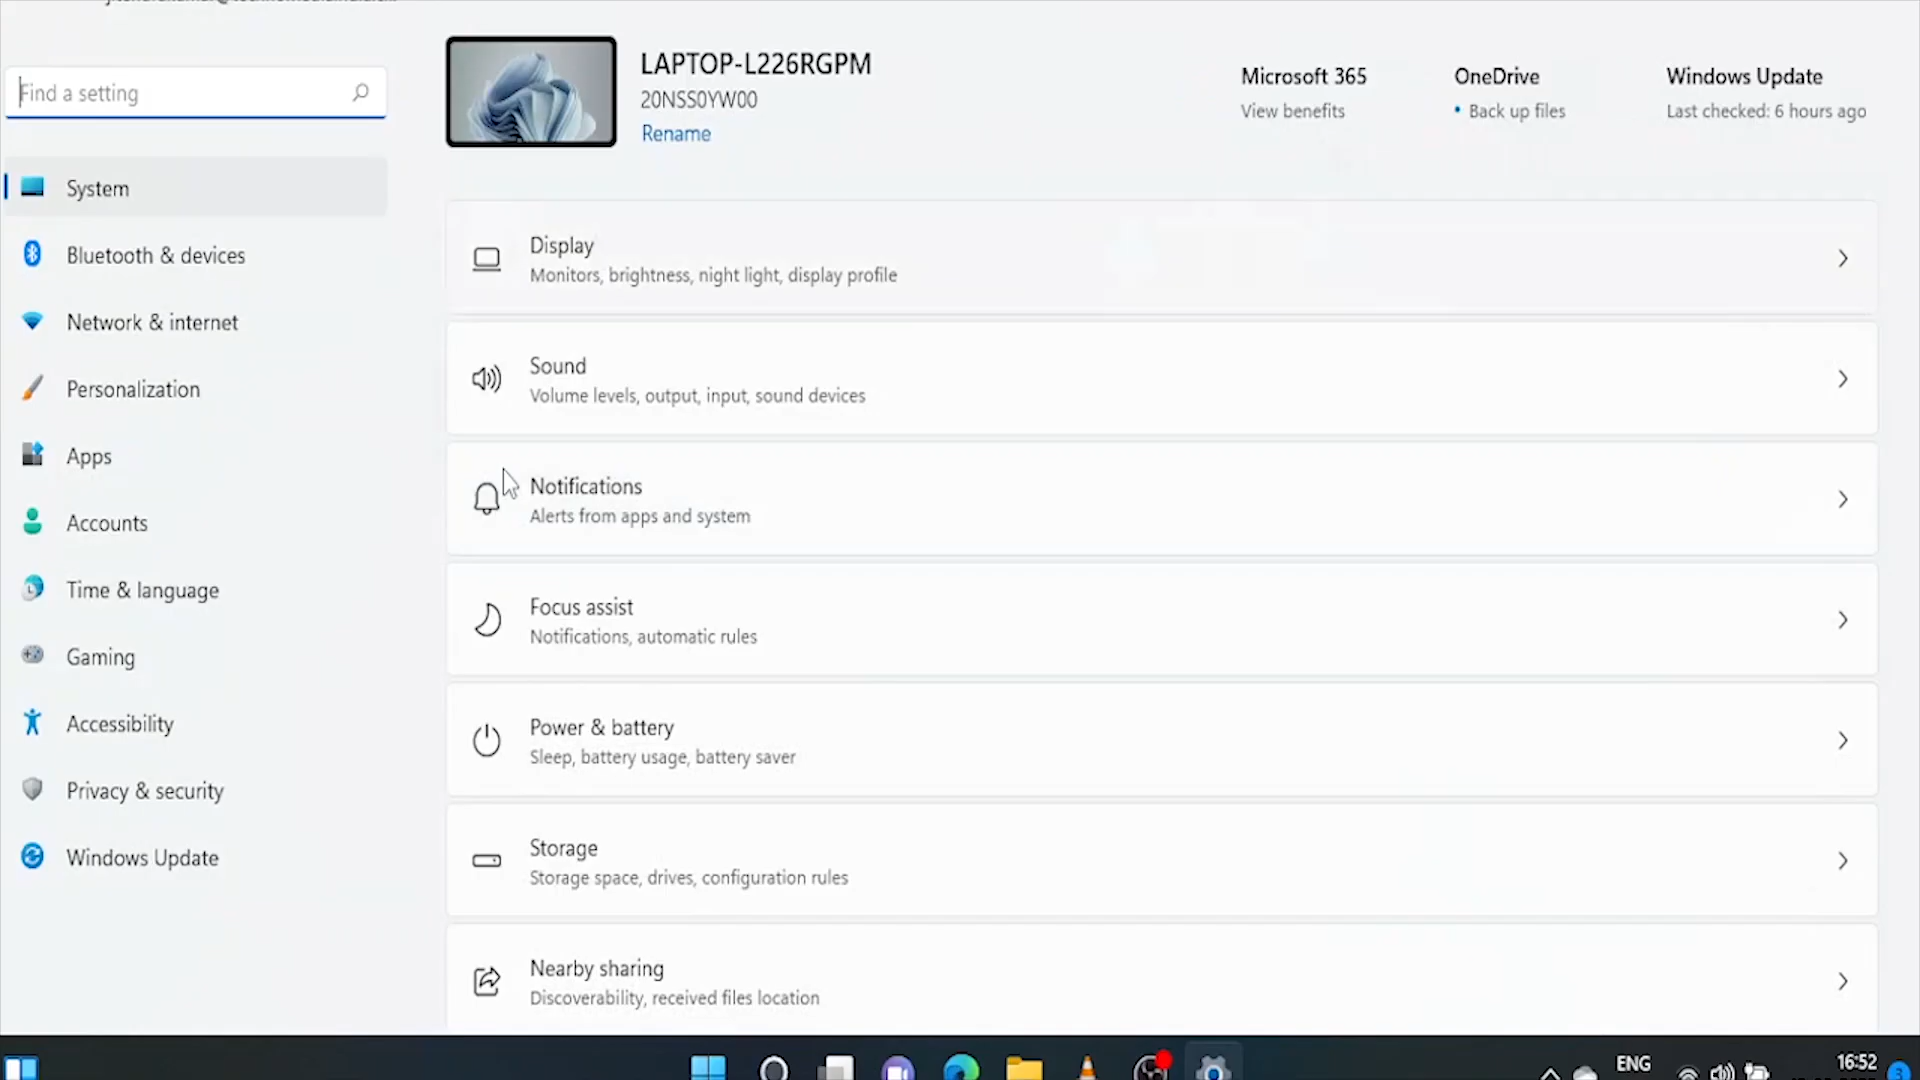 LAPTOP-L226RGPM
20NSS0YW00
Rename
Microsoft 365
View benefits
OneDrive
• Back up files
Windows Update
Last checked: 6 hours ago
Find a setting
System
Bluetooth & devices
Network & internet
Personalization
Apps
Accounts
Time & language
Gaming
Accessibility
Privacy & security
Windows Update
Display
Monitors, brightness, night light, display profile
Sound
Volume levels, output, input, sound devices
Notifications
Alerts from apps and system
Focus assist
Notifications, automatic rules
Power & battery
Sleep, battery usage, battery saver
Storage
Storage space, drives, configuration rules
Nearby sharing
Discoverability, received files location
ENG
16:52
3